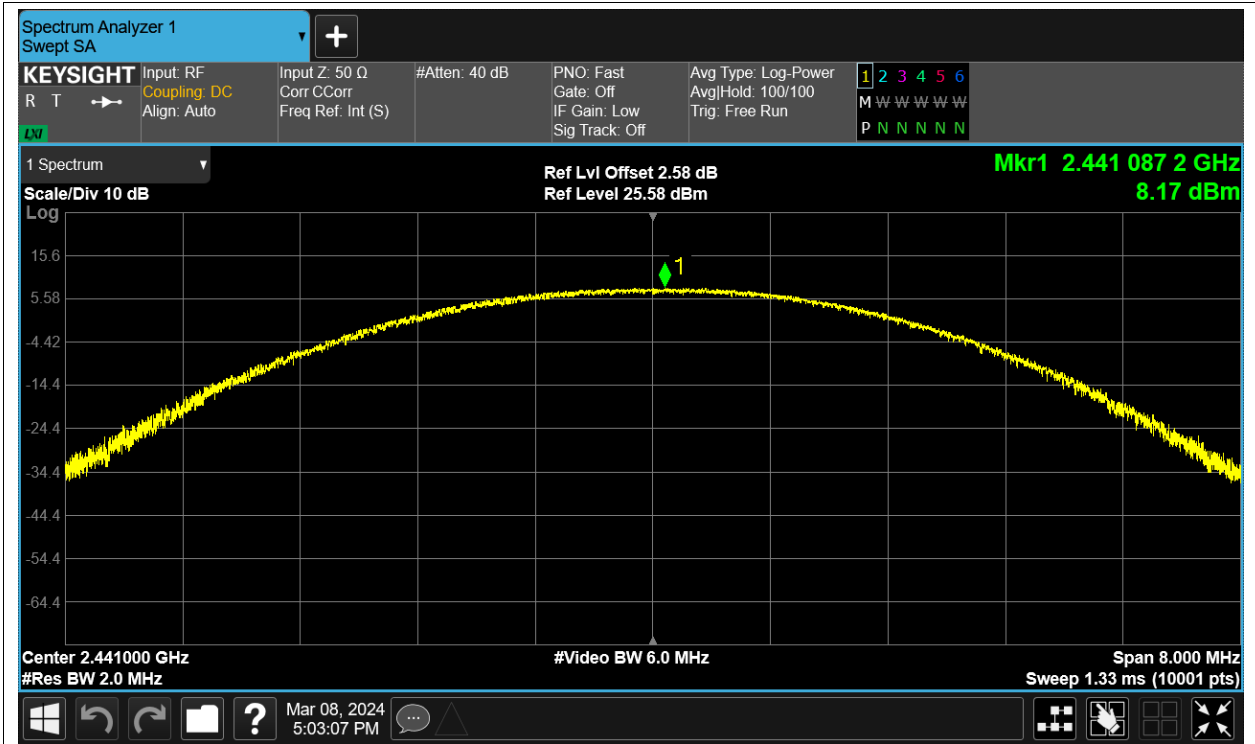 Spectrum Analyzer 1
Swept SA
KEYSIGHT
R T
LXI
Input: RF
Coupling: DC
Align: Auto
Input Z: 50 Ω
Corr CCorr
Freq Ref: Int (S)
#Atten: 40 dB
PNO: Fast
Gate: Off
IF Gain: Low
Sig Track: Off
Avg Type: Log-Power
Avg|Hold: 100/100
Trig: Free Run
1 2 3 4 5 6
M W W W W W
P N N N N N
1 Spectrum
Scale/Div 10 dB
Log
Ref Lvl Offset 2.58 dB
Ref Level 25.58 dBm
Mkr1 2.441 087 2 GHz
8.17 dBm
15.6
1
5.58
-4.42
-14.4
-24.4
-34.4
-44.4
-54.4
-64.4
Center 2.441000 GHz
#Res BW 2.0 MHz
#Video BW 6.0 MHz
Span 8.000 MHz
Sweep 1.33 ms (10001 pts)
?
Mar 08, 2024
5:03:07 PM